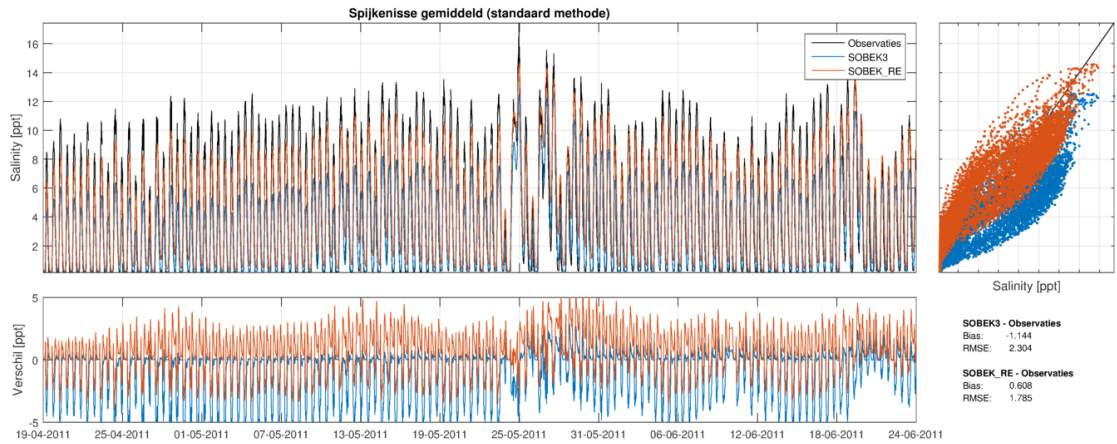 Spijkenisse gemiddeld (standaard methode)
Salinity [ppt]
16
14
12
10
8
6
4
2
Observaties
SOBEK3
SOBEK_RE
Salinity [ppt]
Verschil [ppt]
5
0
-5
19-04-2011 25-04-2011 01-05-2011 07-05-2011 13-05-2011 19-05-2011 25-05-2011 31-05-2011 06-06-2011 12-06-2011 18-06-2011 24-06-2011
SOBEK3 - Observaties
Bias: -1.144
RMSE: 2.304
SOBEK_RE - Observaties
Bias: 0.608
RMSE: 1.785